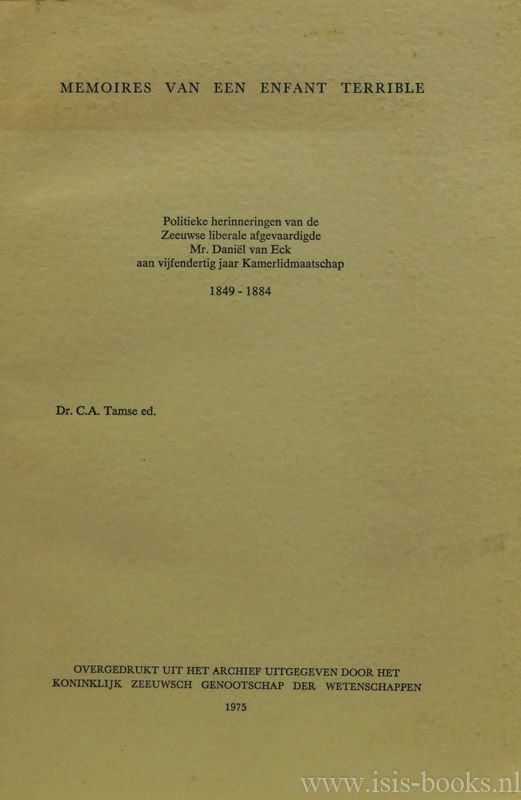 MEMOIRES VAN EEN ENFANT TERRIBLE
Politieke herinneringen van de
Zeeuwse liberale afgevaardigde
Mr. Daniël van Eck
aan vijfendertig jaar Kamerlidmaatschap
1849 - 1884
Dr. C.A. Tamse ed.
OVERGEDRUKT UIT HET ARCHIEF UITGEGEVEN DOOR HET
KONINKLIJK ZEEUWSCH GENOOTSCHAP DER WETENSCHAPPEN
1975
www.isis-books.nl